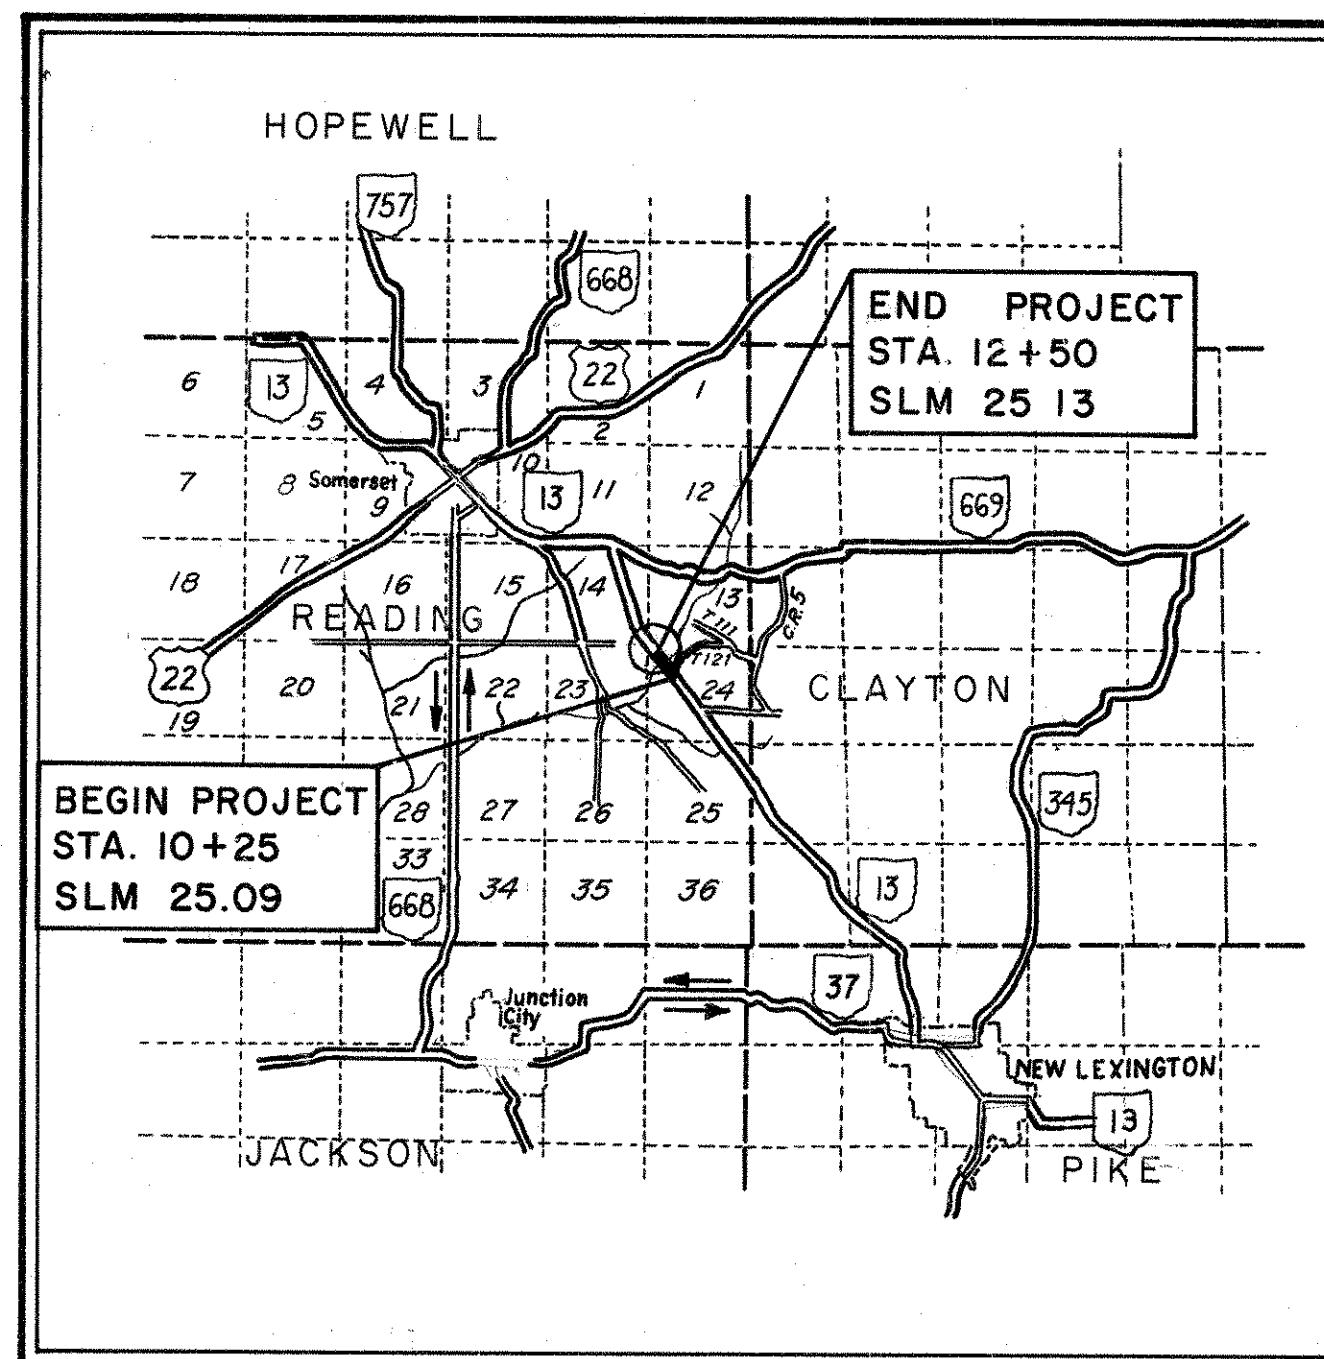 HOPEWELL
757
668
END PROJECT
STA. 12+50
SLM 25 13
22
6
13
4
3
1
5
2
10
7
8
Somerset
9
13
11
12
669
18
17
16
15
14
13
C.R.5
READING
T-111
T121
22
20
21
22
23
24
CLAYTON
19
BEGIN PROJECT
STA. 10+25
SLM 25.09
28
27
26
25
345
33
34
35
36
13
668
37
Junction
City
NEW LEXINGTON
13
JACKSON
PIKE